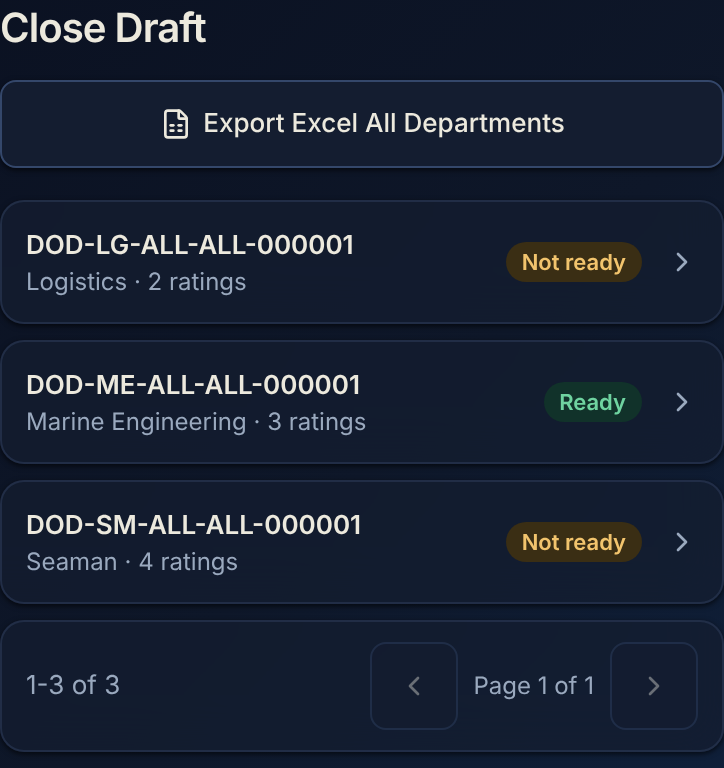 Close Draft
Export Excel All Departments
DOD-LG-ALL-ALL-000001
Logistics · 2 ratings
Not ready
DOD-ME-ALL-ALL-000001
Marine Engineering · 3 ratings
Ready
DOD-SM-ALL-ALL-000001
Seaman · 4 ratings
Not ready
1-3 of 3
Page 1 of 1